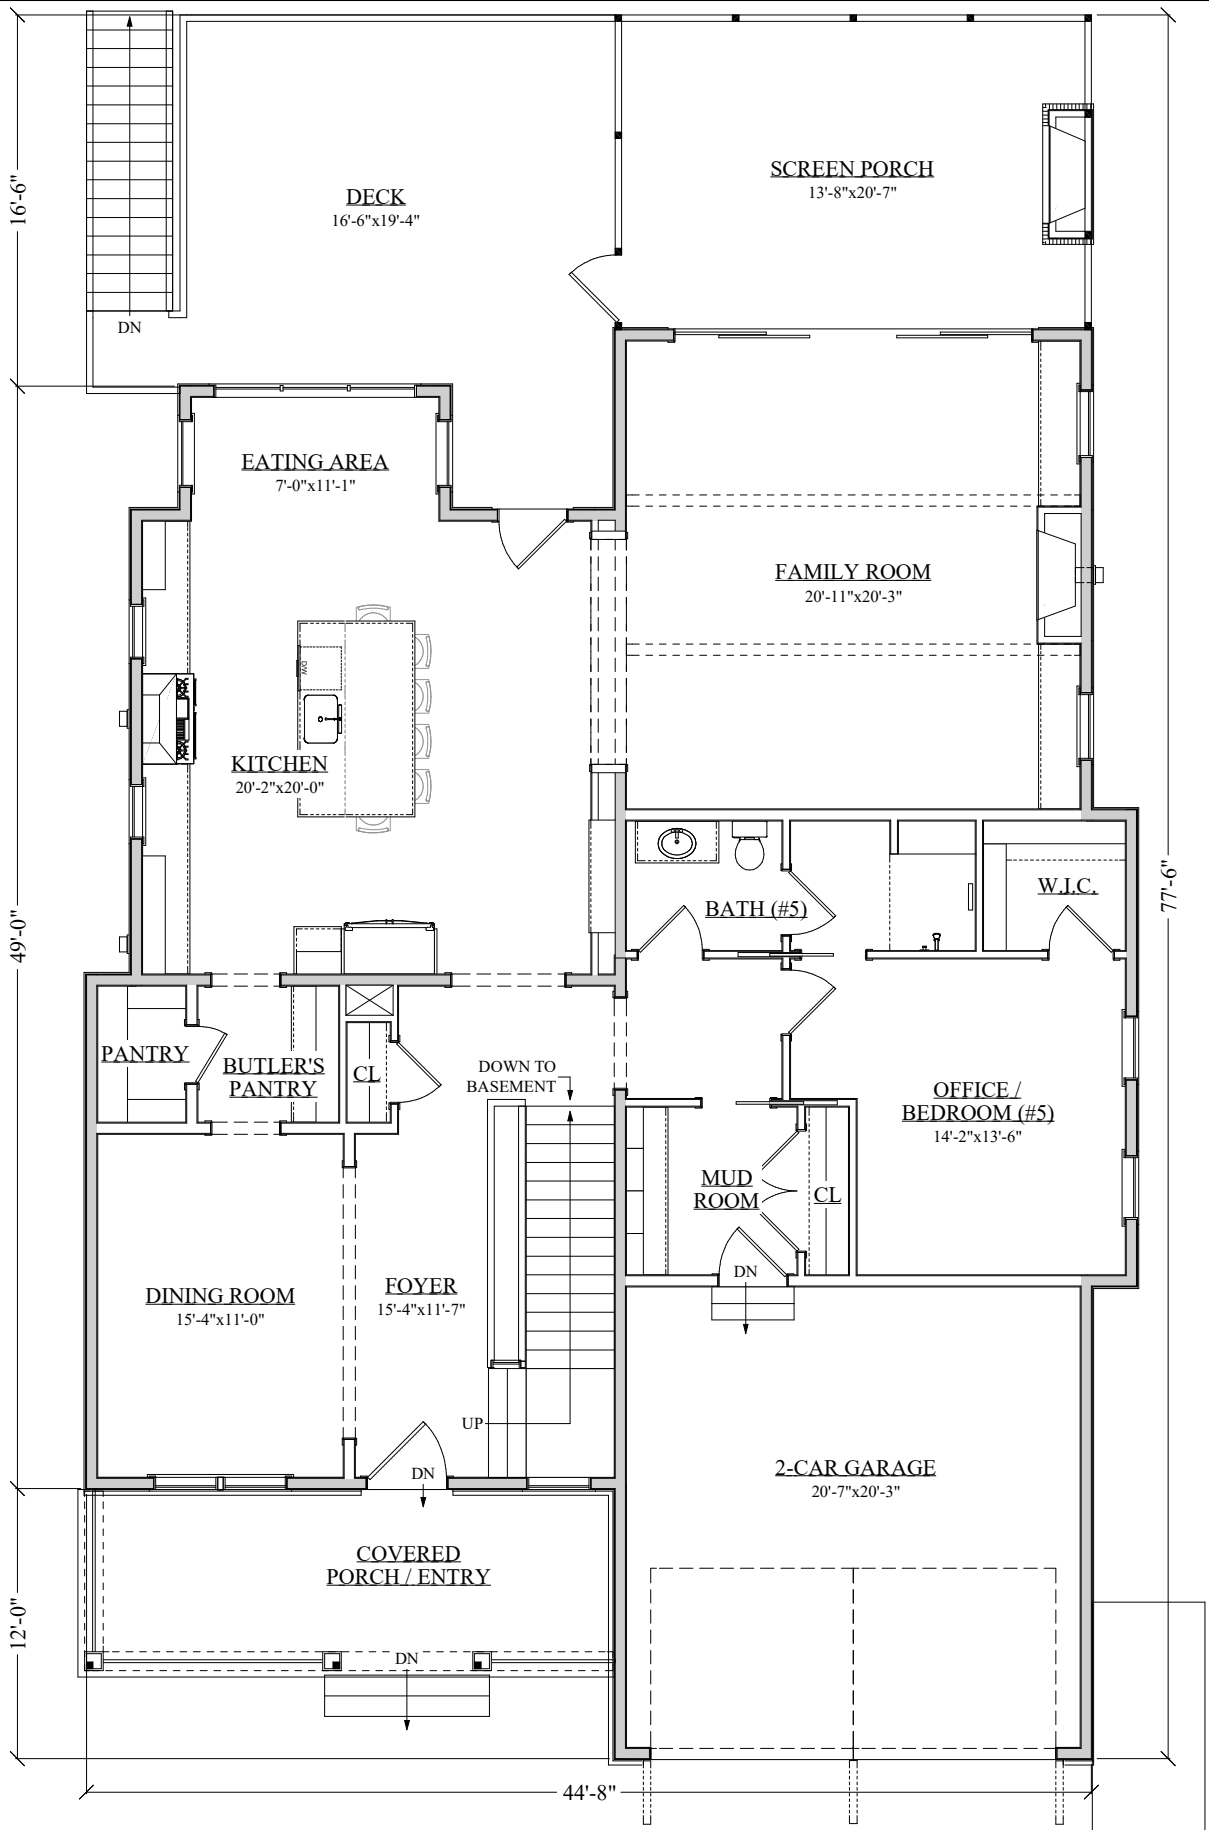 DECK
16'-6"x19'-4"
SCREEN PORCH
13'-8"x20'-7"
16'-6"
DN
EATING AREA
7'-0"x11'-1"
FAMILY ROOM
20'-11"x20'-3"
D/W
KITCHEN
20'-2"x20'-0"
49'-0"
77'-6"
BATH (#5)
W.I.C.
PANTRY
BUTLER'S
PANTRY
CL
DOWN TO
BASEMENT
OFFICE /
BEDROOM (#5)
14'-2"x13'-6"
MUD
ROOM
CL
DN
DINING ROOM
15'-4"x11'-0"
FOYER
15'-4"x11'-7"
UP
DN
2-CAR GARAGE
20'-7"x20'-3"
COVERED
PORCH / ENTRY
12'-0"
DN
44'-8"